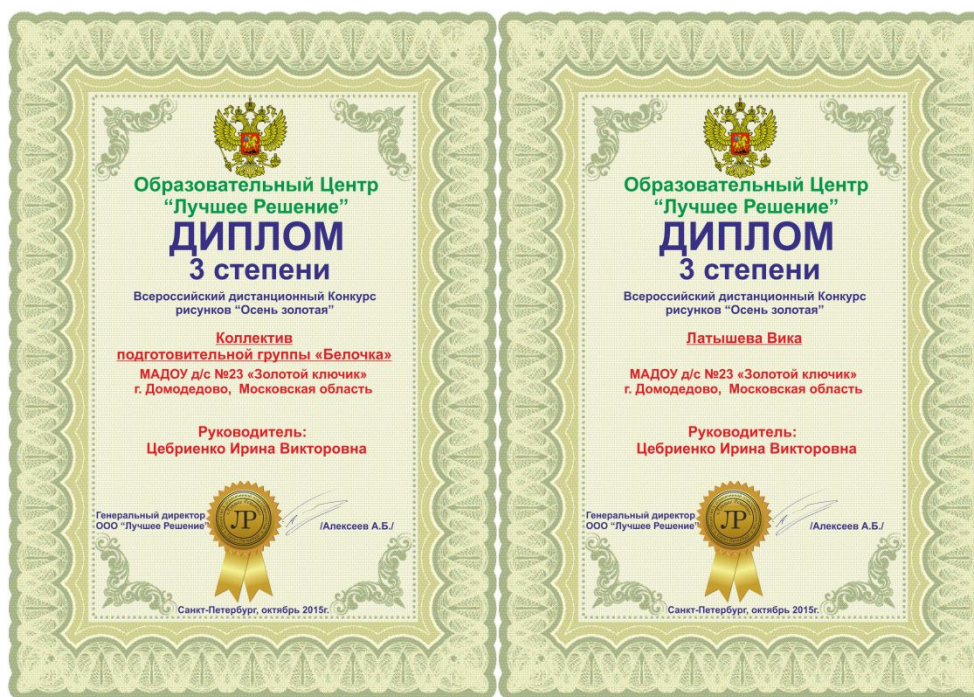 Образовательный Центр
“Лучшее Решение”
ДИПЛОМ
3 степени
Всероссийский дистанционный Конкурс
рисунков “Осень золотая”
Коллектив
подготовительной группы «Белочка»
МАДОУ д/с №23 «Золотой ключик»
г. Домодедово, Московская область
Руководитель:
Цебриенко Ирина Викторовна
Генеральный директор
ООО “Лучшее Решение”
ЛР
/Алексеев А.Б./
Санкт-Петербург, октябрь 2015г.
Образовательный Центр
“Лучшее Решение”
ДИПЛОМ
3 степени
Всероссийский дистанционный Конкурс
рисунков “Осень золотая”
Латышева Вика
МАДОУ д/с №23 «Золотой ключик»
г. Домодедово, Московская область
Руководитель:
Цебриенко Ирина Викторовна
Генеральный директор
ООО “Лучшее Решение”
ЛР
/Алексеев А.Б./
Санкт-Петербург, октябрь 2015г.